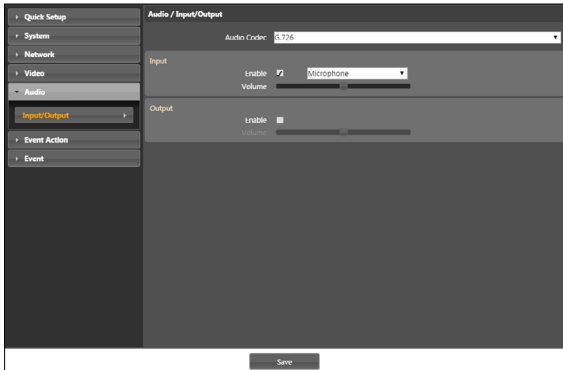 Quick Setup
System
Network
Video
Audio
Input/Output
Event Action
Event
Audio / Input/Output
Audio Codec G.726
Input
Enable Microphone
Volume
Output
Enable
Volume
Save